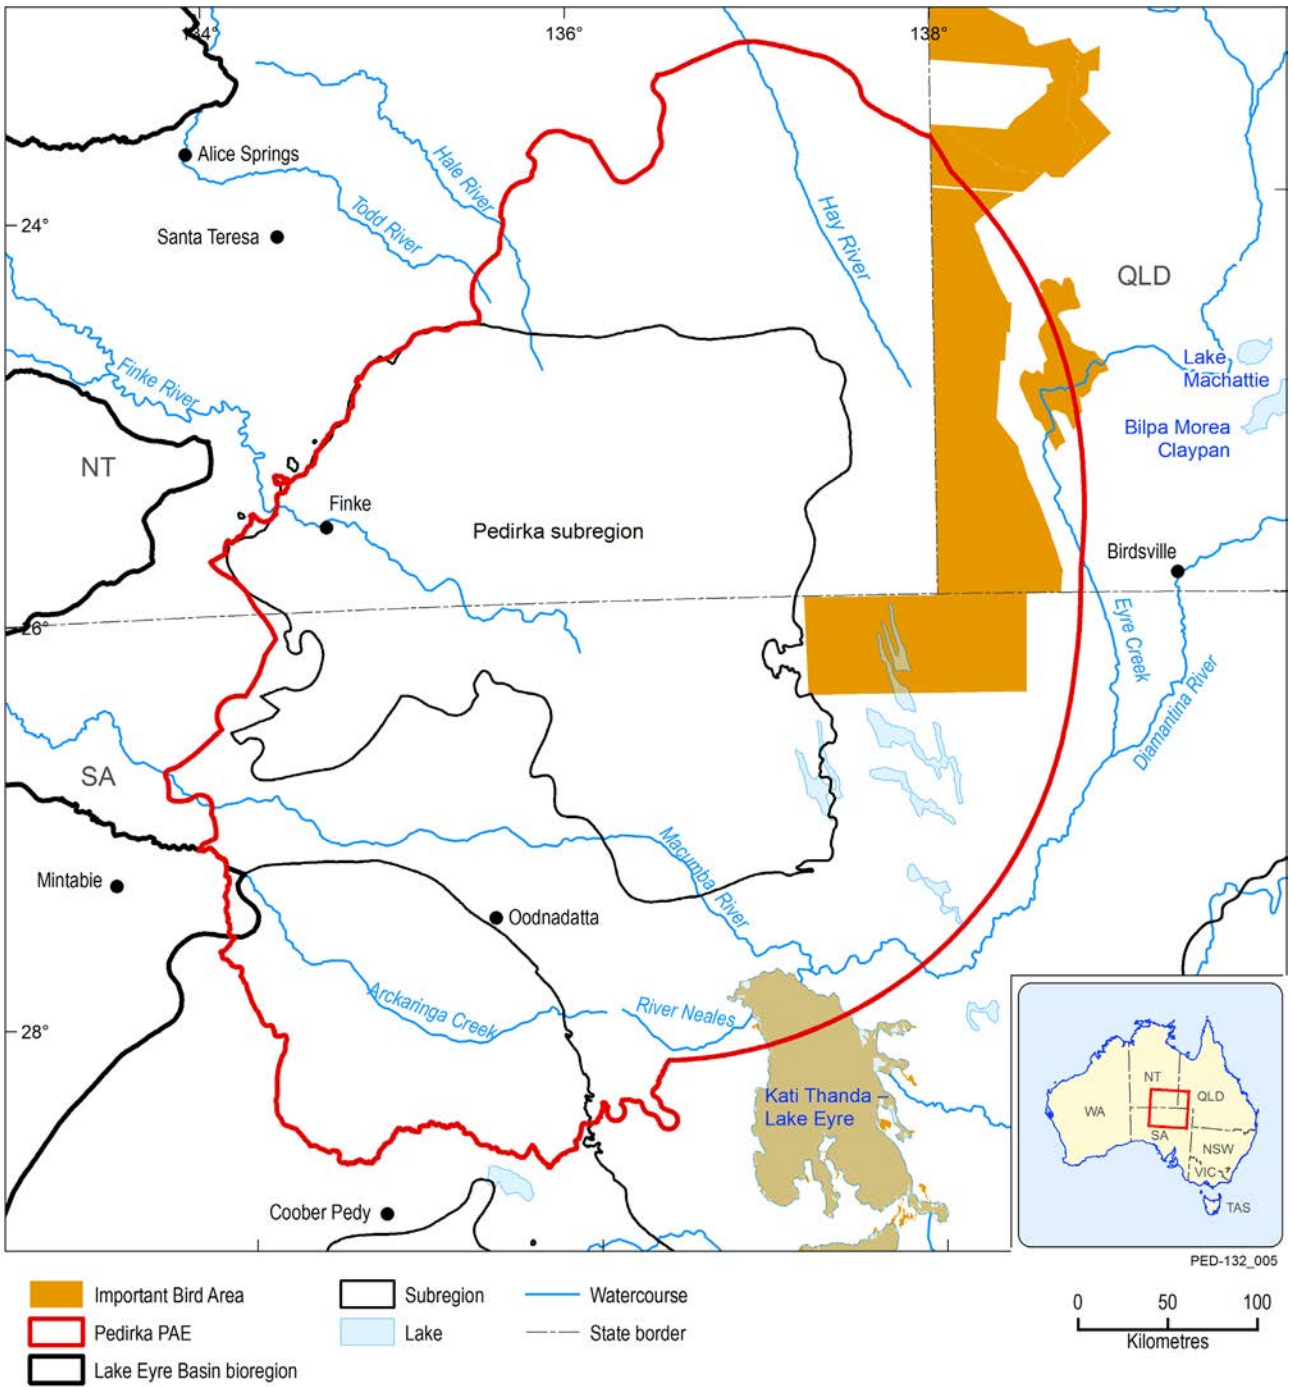 134°
136°
138°
Alice Springs
Hale River
Todd River
Hay River
24°
Santa Teresa
QLD
Lake
Machattie
Finke River
Bilpa Morea
Claypan
NT
Finke
Pedirka subregion
Birdsville
26°
Eyre Creek
Diamantina River
SA
Macumba River
Mintabie
Oodnadatta
Arckaringa Creek
River Neales
28°
Kati Thanda –
Lake Eyre
Coober Pedy
NT
QLD
WA
SA
NSW
VIC
TAS
PED-132_005
Important Bird Area
Subregion
Watercourse
0 50 100
Pedirka PAE
Lake
State border
Kilometres
Lake Eyre Basin bioregion